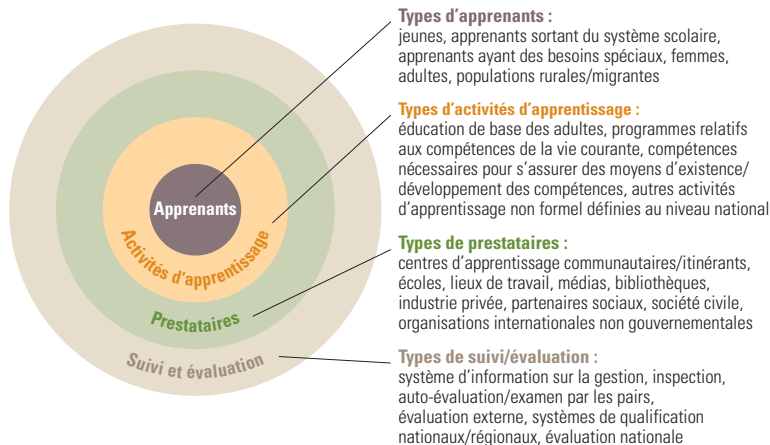 Apprenants
Activités d'apprentissage
Prestataires
Suivi et évaluation
Types d'apprenants :
jeunes, apprenants sortant du système scolaire,
apprenants ayant des besoins spéciaux, femmes,
adultes, populations rurales/migrantes
Types d'activités d'apprentissage :
éducation de base des adultes, programmes relatifs
aux compétences de la vie courante, compétences
nécessaires pour s'assurer des moyens d'existence/
développement des compétences, autres activités
d'apprentissage non formel définies au niveau national
Types de prestataires :
centres d'apprentissage communautaires/itinérants,
écoles, lieux de travail, médias, bibliothèques,
industrie privée, partenaires sociaux, société civile,
organisations internationales non gouvernementales
Types de suivi/évaluation :
système d'information sur la gestion, inspection,
auto-évaluation/examen par les pairs,
évaluation externe, systèmes de qualification
nationaux/régionaux, évaluation nationale